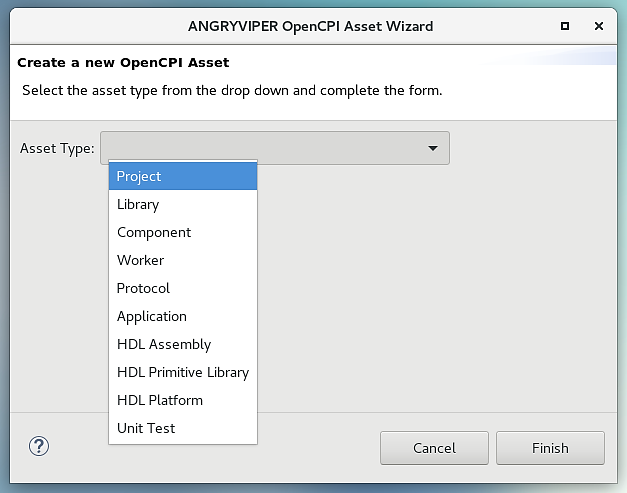 ANGRYVIPER OpenCPI Asset Wizard
Create a new OpenCPI Asset
Select the asset type from the drop down and complete the form.
Asset Type:
Project
Library
Component
Worker
Protocol
Application
HDL Assembly
HDL Primitive Library
HDL Platform
Unit Test
?
Cancel
Finish